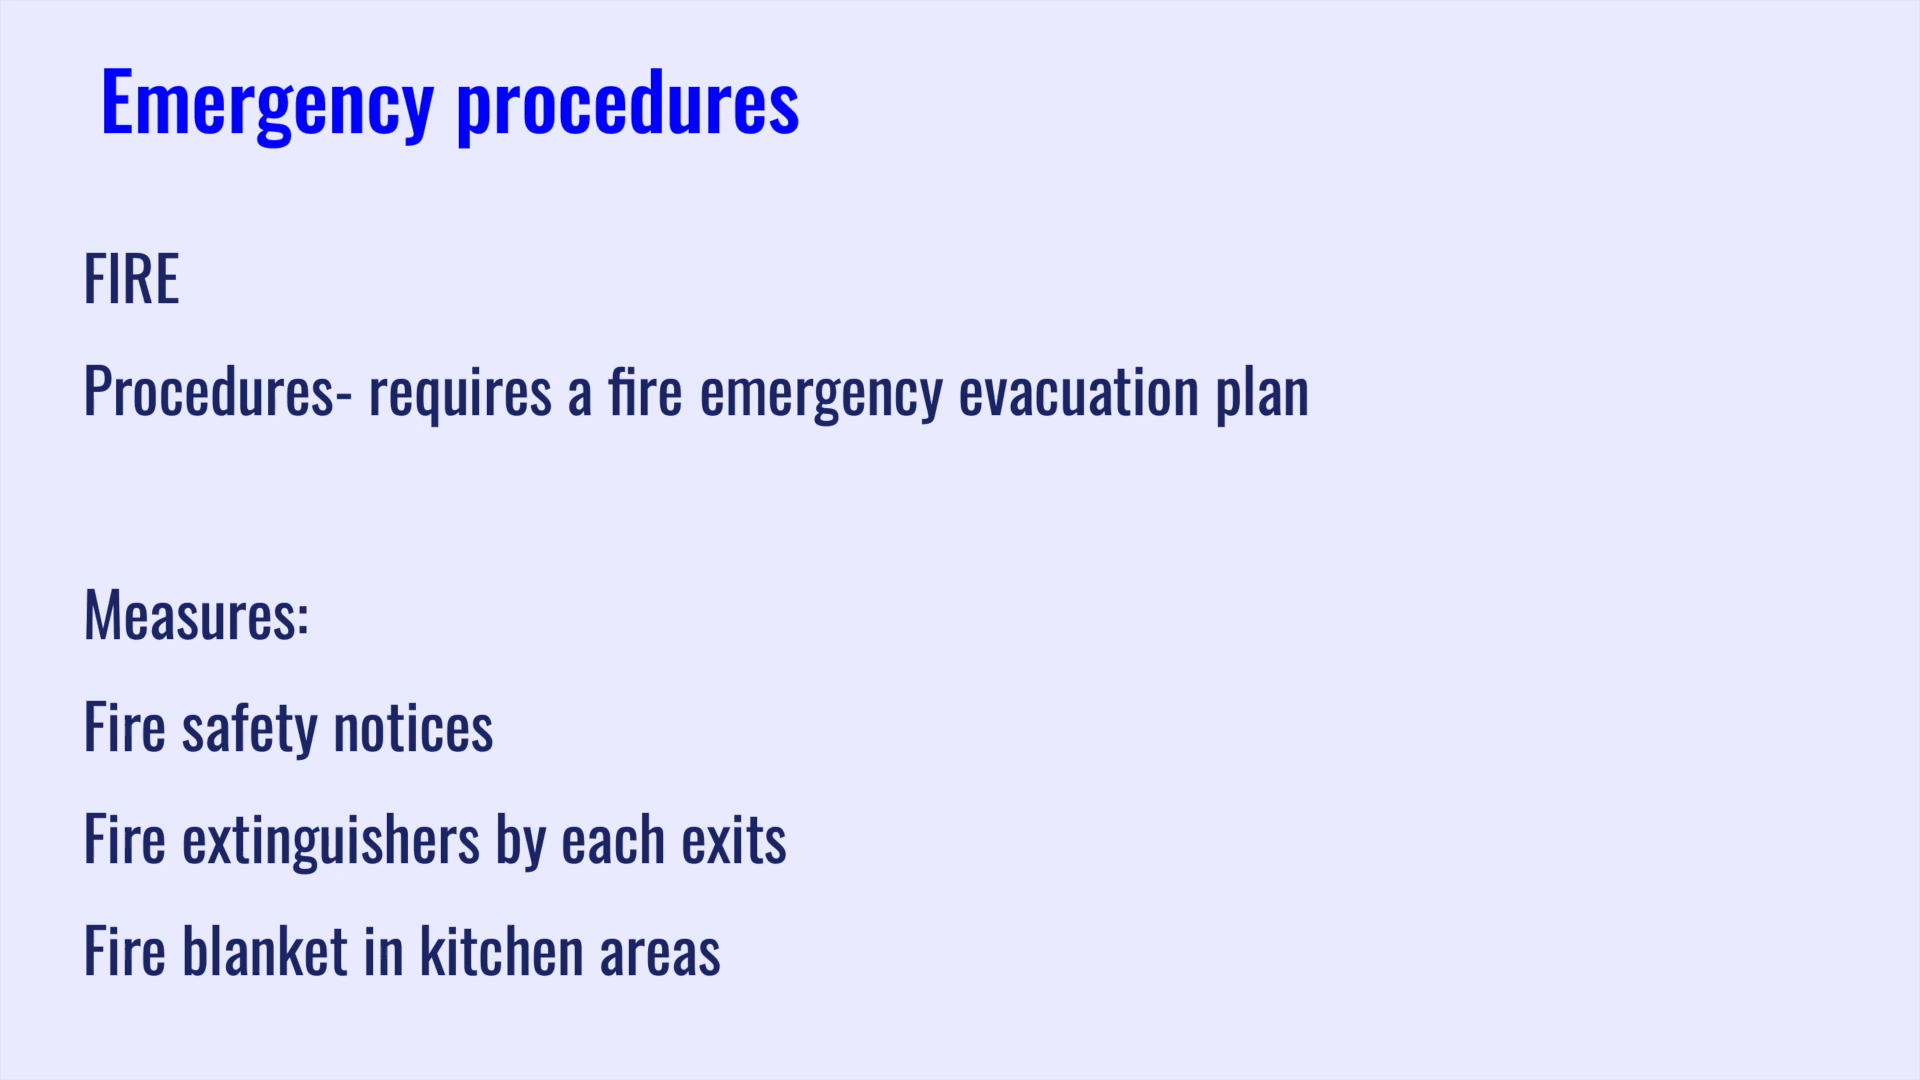 Emergency procedures
FIRE
Procedures- requires a fire emergency evacuation plan
Measures:
Fire safety notices
Fire extinguishers by each exits
Fire blanket in kitchen areas